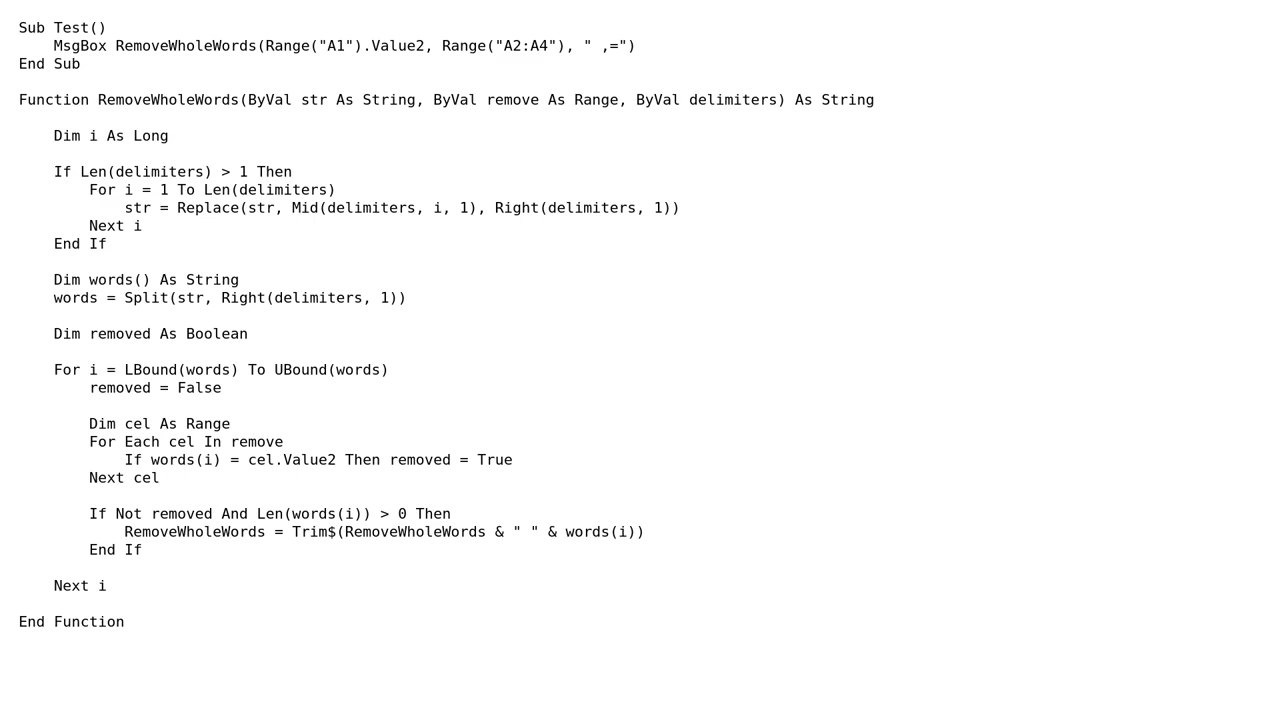 Sub Test()
    MsgBox RemoveWholeWords(Range("A1").Value2, Range("A2:A4"), " ,=")
End Sub

Function RemoveWholeWords(ByVal str As String, ByVal remove As Range, ByVal delimiters) As String

    Dim i As Long

    If Len(delimiters) > 1 Then
        For i = 1 To Len(delimiters)
            str = Replace(str, Mid(delimiters, i, 1), Right(delimiters, 1))
        Next i
    End If

    Dim words() As String
    words = Split(str, Right(delimiters, 1))

    Dim removed As Boolean

    For i = LBound(words) To UBound(words)
        removed = False

        Dim cel As Range
        For Each cel In remove
            If words(i) = cel.Value2 Then removed = True
        Next cel

        If Not removed And Len(words(i)) > 0 Then
            RemoveWholeWords = Trim$(RemoveWholeWords & " " & words(i))
        End If

    Next i

End Function